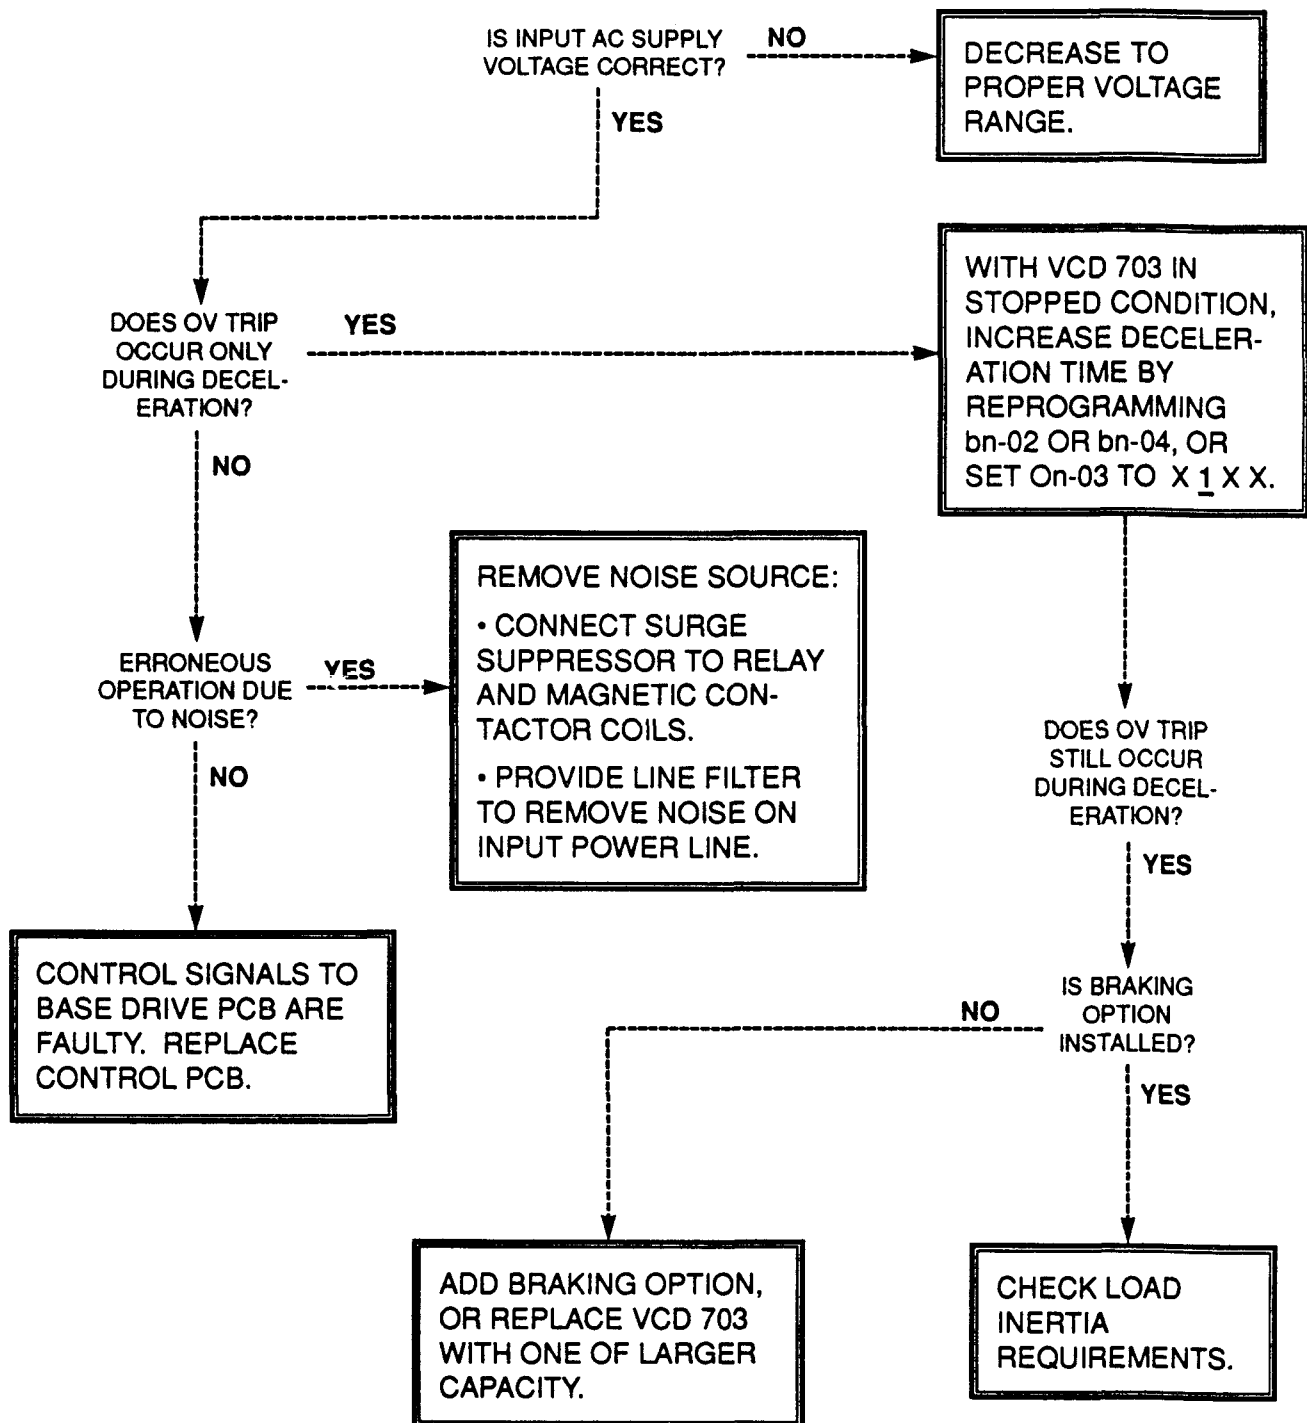 IS INPUT AC SUPPLY
VOLTAGE CORRECT?
NO
DECREASE TO
PROPER VOLTAGE
RANGE.
YES
DOES OV TRIP
OCCUR ONLY
DURING DECEL-
ERATION?
YES
WITH VCD 703 IN
STOPPED CONDITION,
INCREASE DECELER-
ATION TIME BY
REPROGRAMMING
bn-02 OR bn-04, OR
SET On-03 TO X 1 X X.
NO
ERRONEOUS
OPERATION DUE
TO NOISE?
YES
REMOVE NOISE SOURCE:
• CONNECT SURGE
SUPPRESSOR TO RELAY
AND MAGNETIC CON-
TACTOR COILS.
• PROVIDE LINE FILTER
TO REMOVE NOISE ON
INPUT POWER LINE.
NO
CONTROL SIGNALS TO
BASE DRIVE PCB ARE
FAULTY. REPLACE
CONTROL PCB.
DOES OV TRIP
STILL OCCUR
DURING DECEL-
ERATION?
YES
IS BRAKING
OPTION
INSTALLED?
NO
YES
ADD BRAKING OPTION,
OR REPLACE VCD 703
WITH ONE OF LARGER
CAPACITY.
CHECK LOAD
INERTIA
REQUIREMENTS.